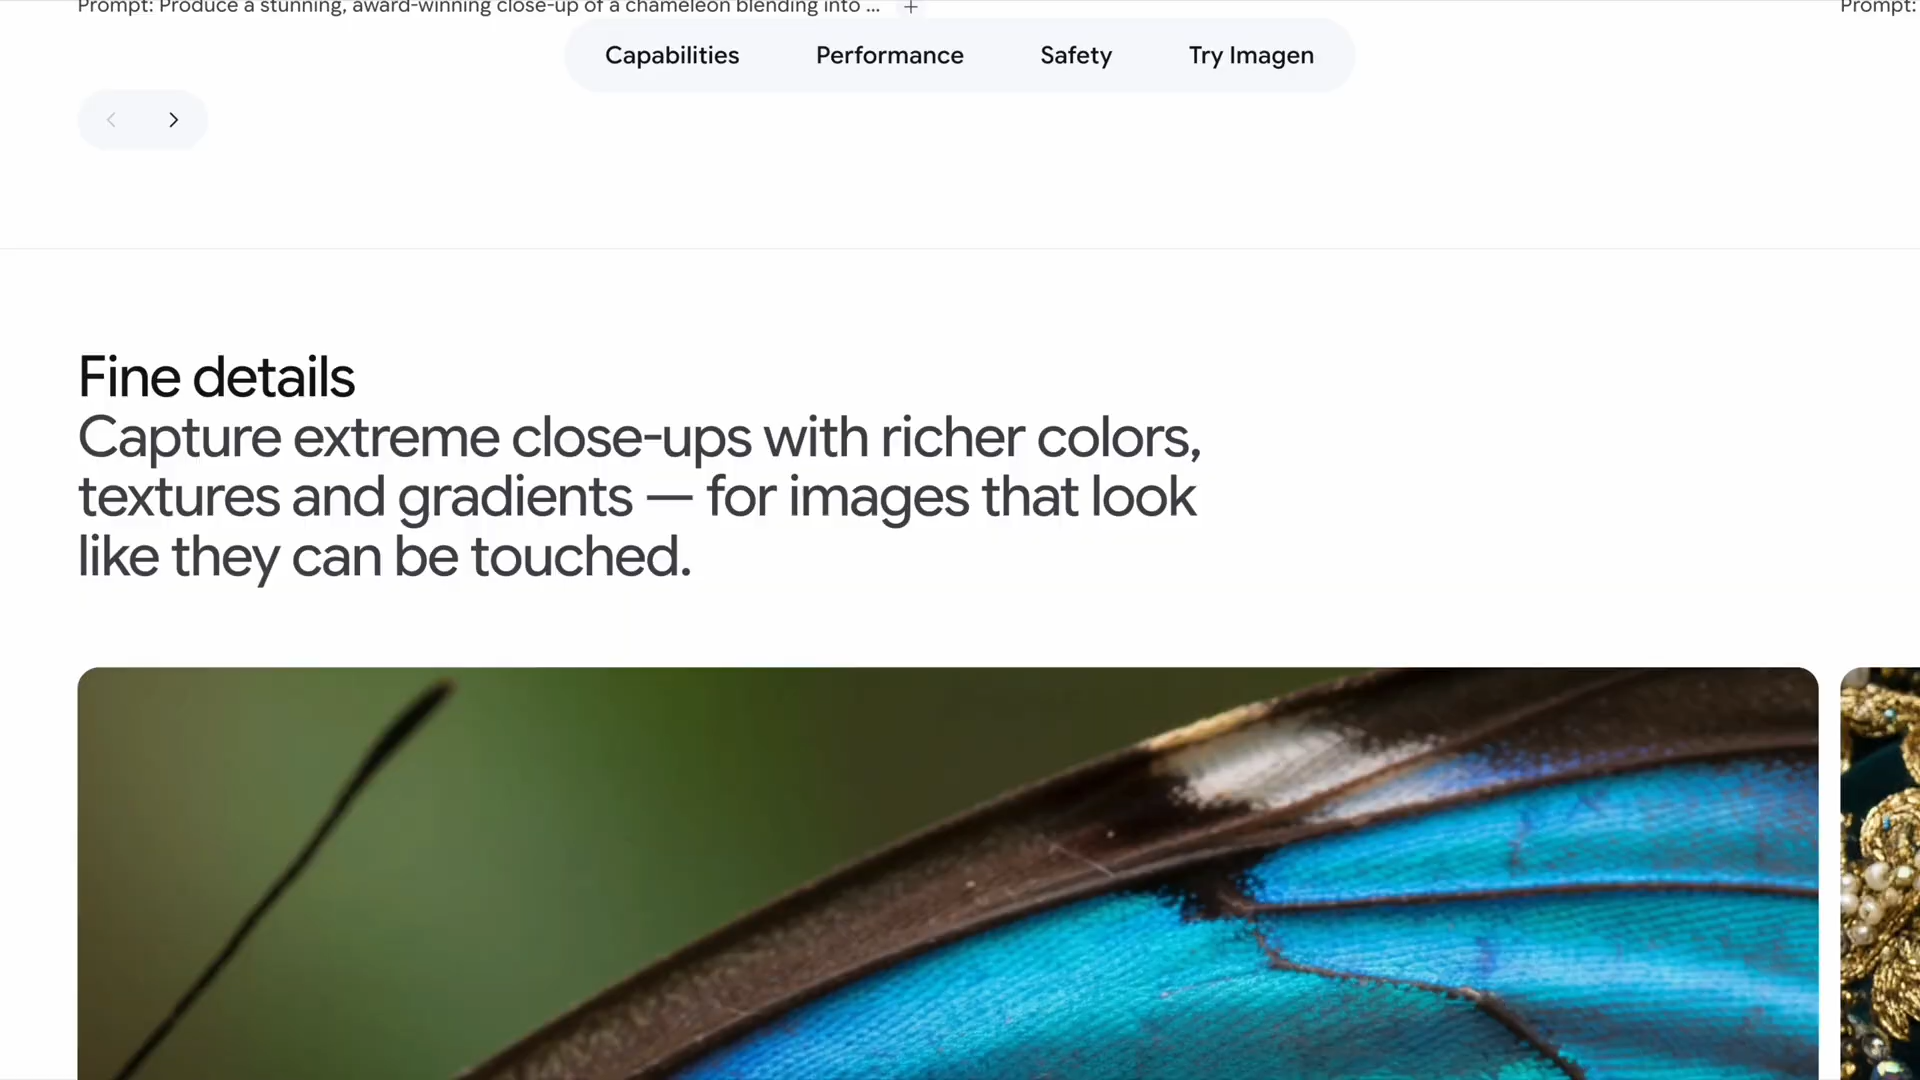 Prompt: Produce a stunning, award-winning close-up of a chameleon blending into ... +
Prompt:
Capabilities Performance Safety Try Imagen
Fine details
Capture extreme close-ups with richer colors,
textures and gradients — for images that look
like they can be touched.